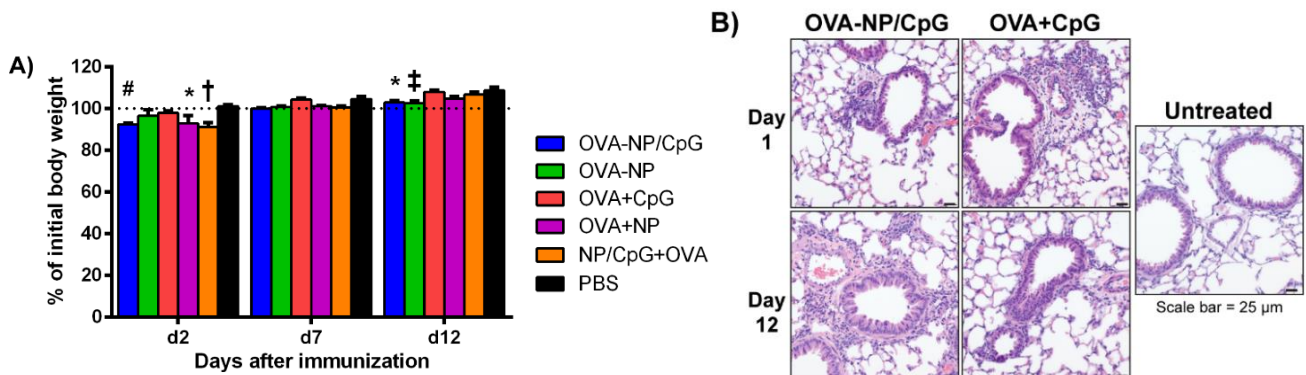 A)
% of initial body weight
120
100
80
60
40
20
0
# * † * ‡
d2 d7 d12
Days after immunization
OVA-NP/CpG
OVA-NP
OVA+CpG
OVA+NP
NP/CpG+OVA
PBS
B)
OVA-NP/CpG OVA+CpG
Day
1
Day
12
Untreated
Scale bar = 25 µm